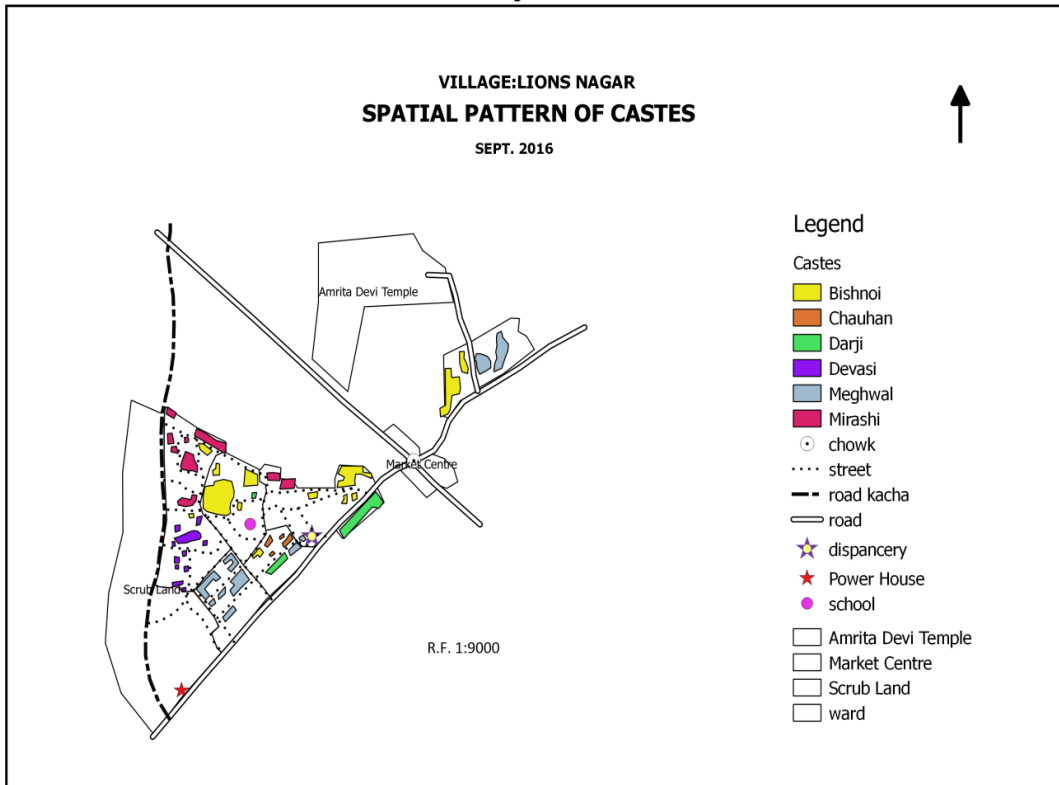 VILLAGE:LIONS NAGAR
SPATIAL PATTERN OF CASTES
SEPT. 2016
Amrita Devi Temple
Market Centre
Scrub Land
R.F. 1:9000
Legend
Castes
Bishnoi
Chauhan
Darji
Devasi
Meghwal
Mirashi
chowk
street
road kacha
road
dispancery
Power House
school
Amrita Devi Temple
Market Centre
Scrub Land
ward